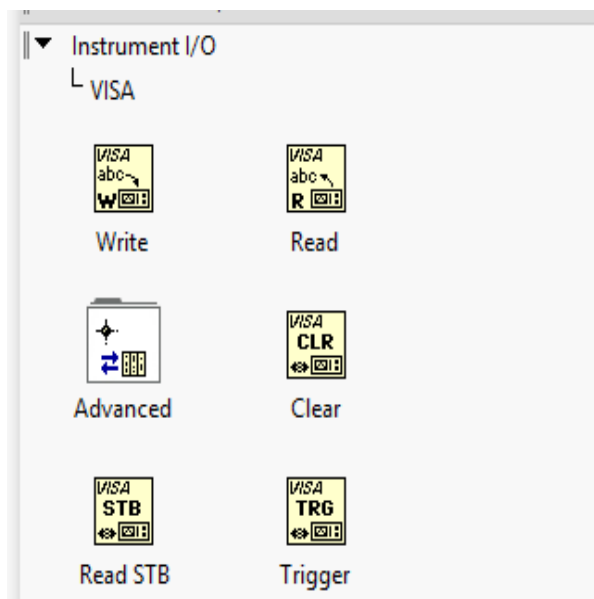 Instrument I/O
VISA
VISA VISA
abc abc
W R
Write Read
VISA
CLR
Advanced Clear
VISA VISA
STB TRG
Read STB Trigger